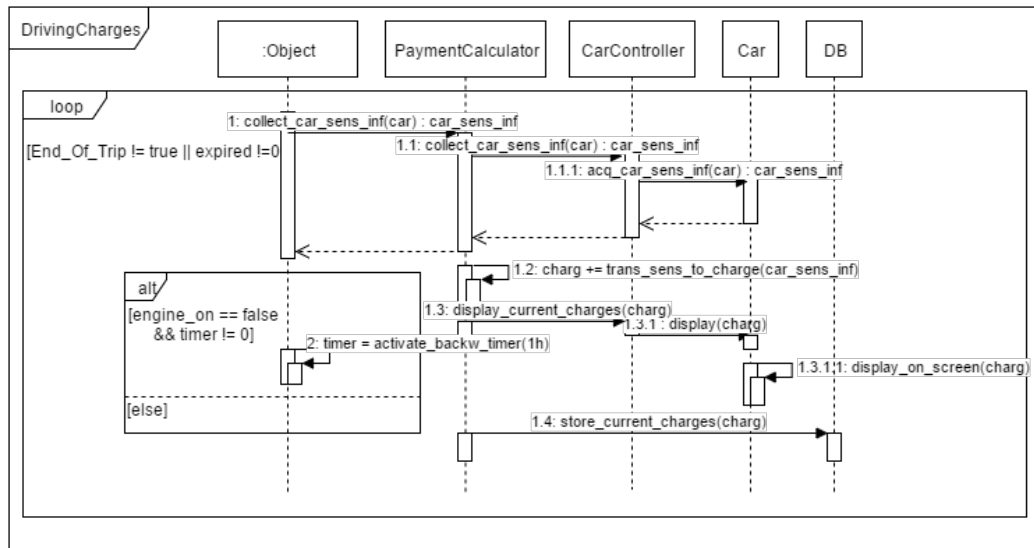 DrivingCharges
:Object
PaymentCalculator
CarController
Car
DB
loop
[End_Of_Trip != true || expired !=0
1: collect_car_sens_inf(car) : car_sens_inf
1.1: collect_car_sens_inf(car) : car_sens_inf
1.1.1: acq_car_sens_inf(car) : car_sens_inf
1.2: charg += trans_sens_to_charge(car_sens_inf)
alt
[engine_on == false
&& timer != 0]
1.3: display_current_charges(charg)
1.3.1 : display(charg)
2: timer = activate_backw_timer(1h)
1.3.1.1: display_on_screen(charg)
[else]
1.4: store_current_charges(charg)